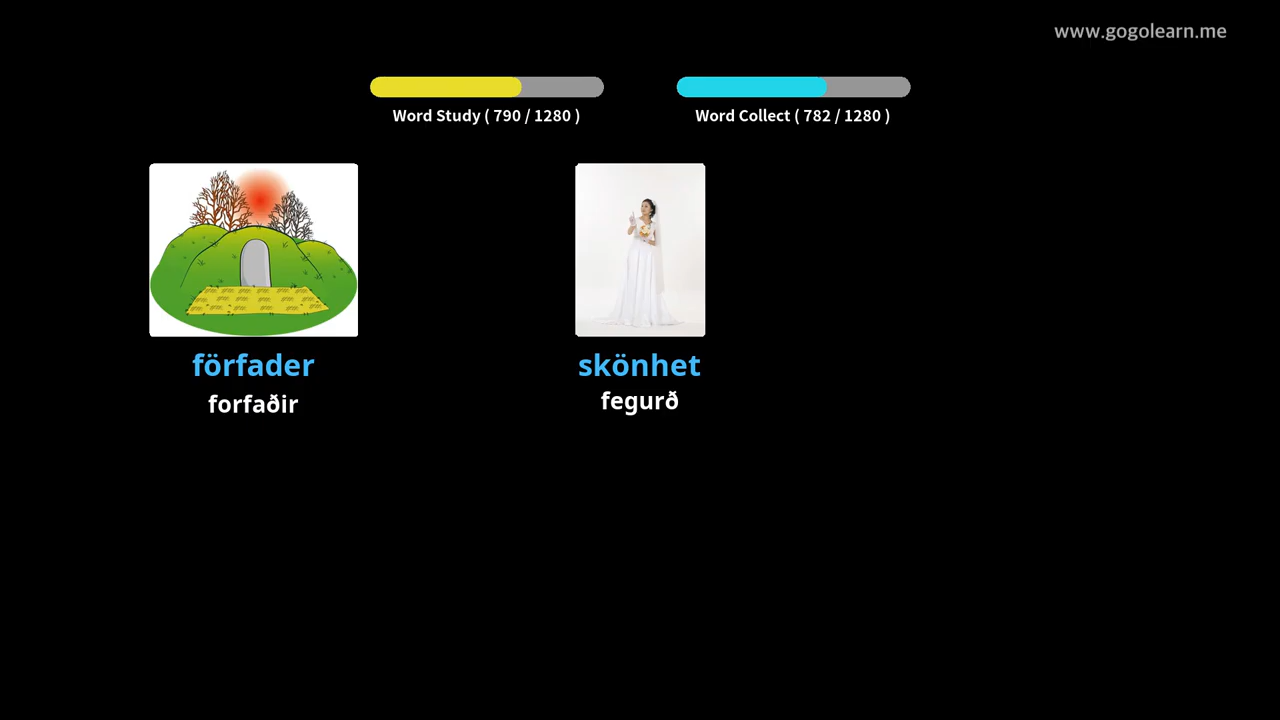 www.gogolearn.me
Word Study ( 790 / 1280 )
Word Collect ( 782 / 1280 )
förfader
forfaðir
skönhet
fegurð